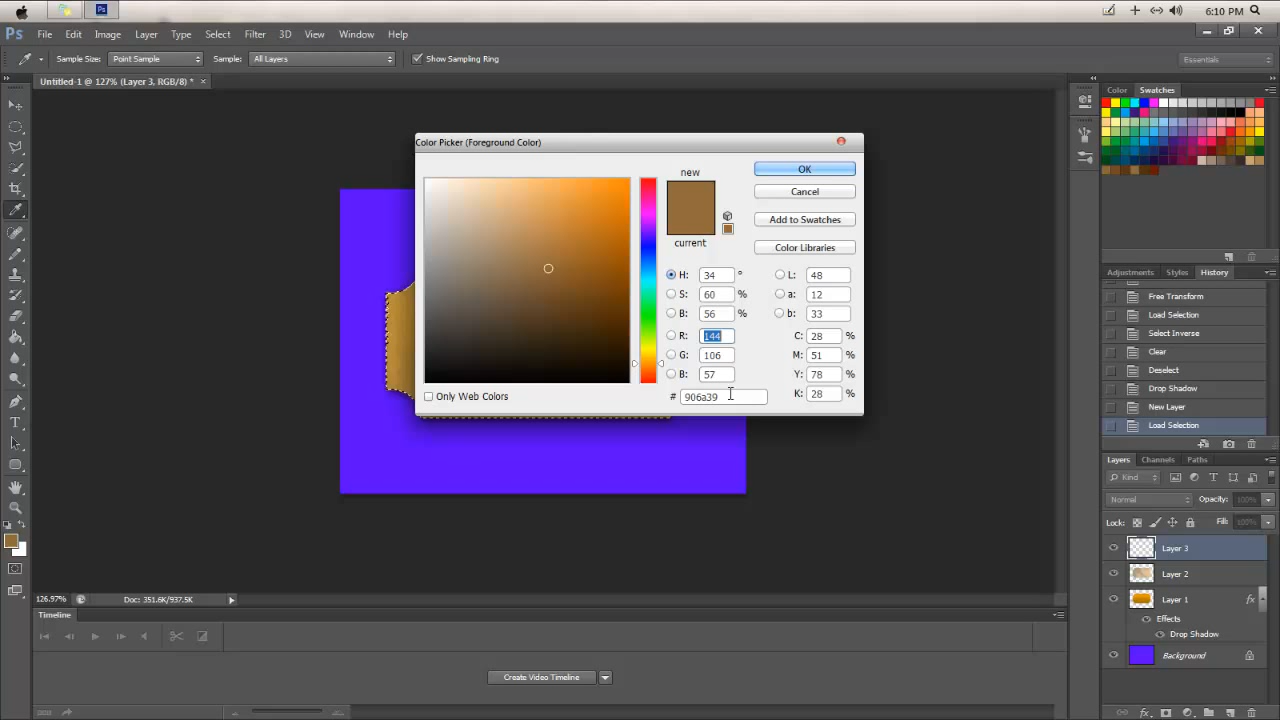 6:10 PM
Ps File Edit Image Layer Type Select Filter 3D View Window Help
Sample Size: Point Sample Sample: All Layers Show Sampling Ring Essentials
Untitled-1 @ 127% (Layer 3, RGB/8) * ×
Color Swatches
Color Picker (Foreground Color)
new
current
OK
Cancel
Add to Swatches
Color Libraries
H: 34 °
S: 60 %
B: 56 %
R: 144
G: 106
B: 57
# 906a39
L: 48
a: 12
b: 33
C: 28 %
M: 51 %
Y: 78 %
K: 28 %
Only Web Colors
Adjustments Styles History
Free Transform
Load Selection
Select Inverse
Clear
Deselect
Drop Shadow
New Layer
Load Selection
Layers Channels Paths
Kind
Normal Opacity: 100%
Lock: Fill: 100%
Layer 3
Layer 2
Layer 1 fx
Effects
Drop Shadow
Background
126.97% Doc: 351.6K/937.5K
Timeline
Create Video Timeline